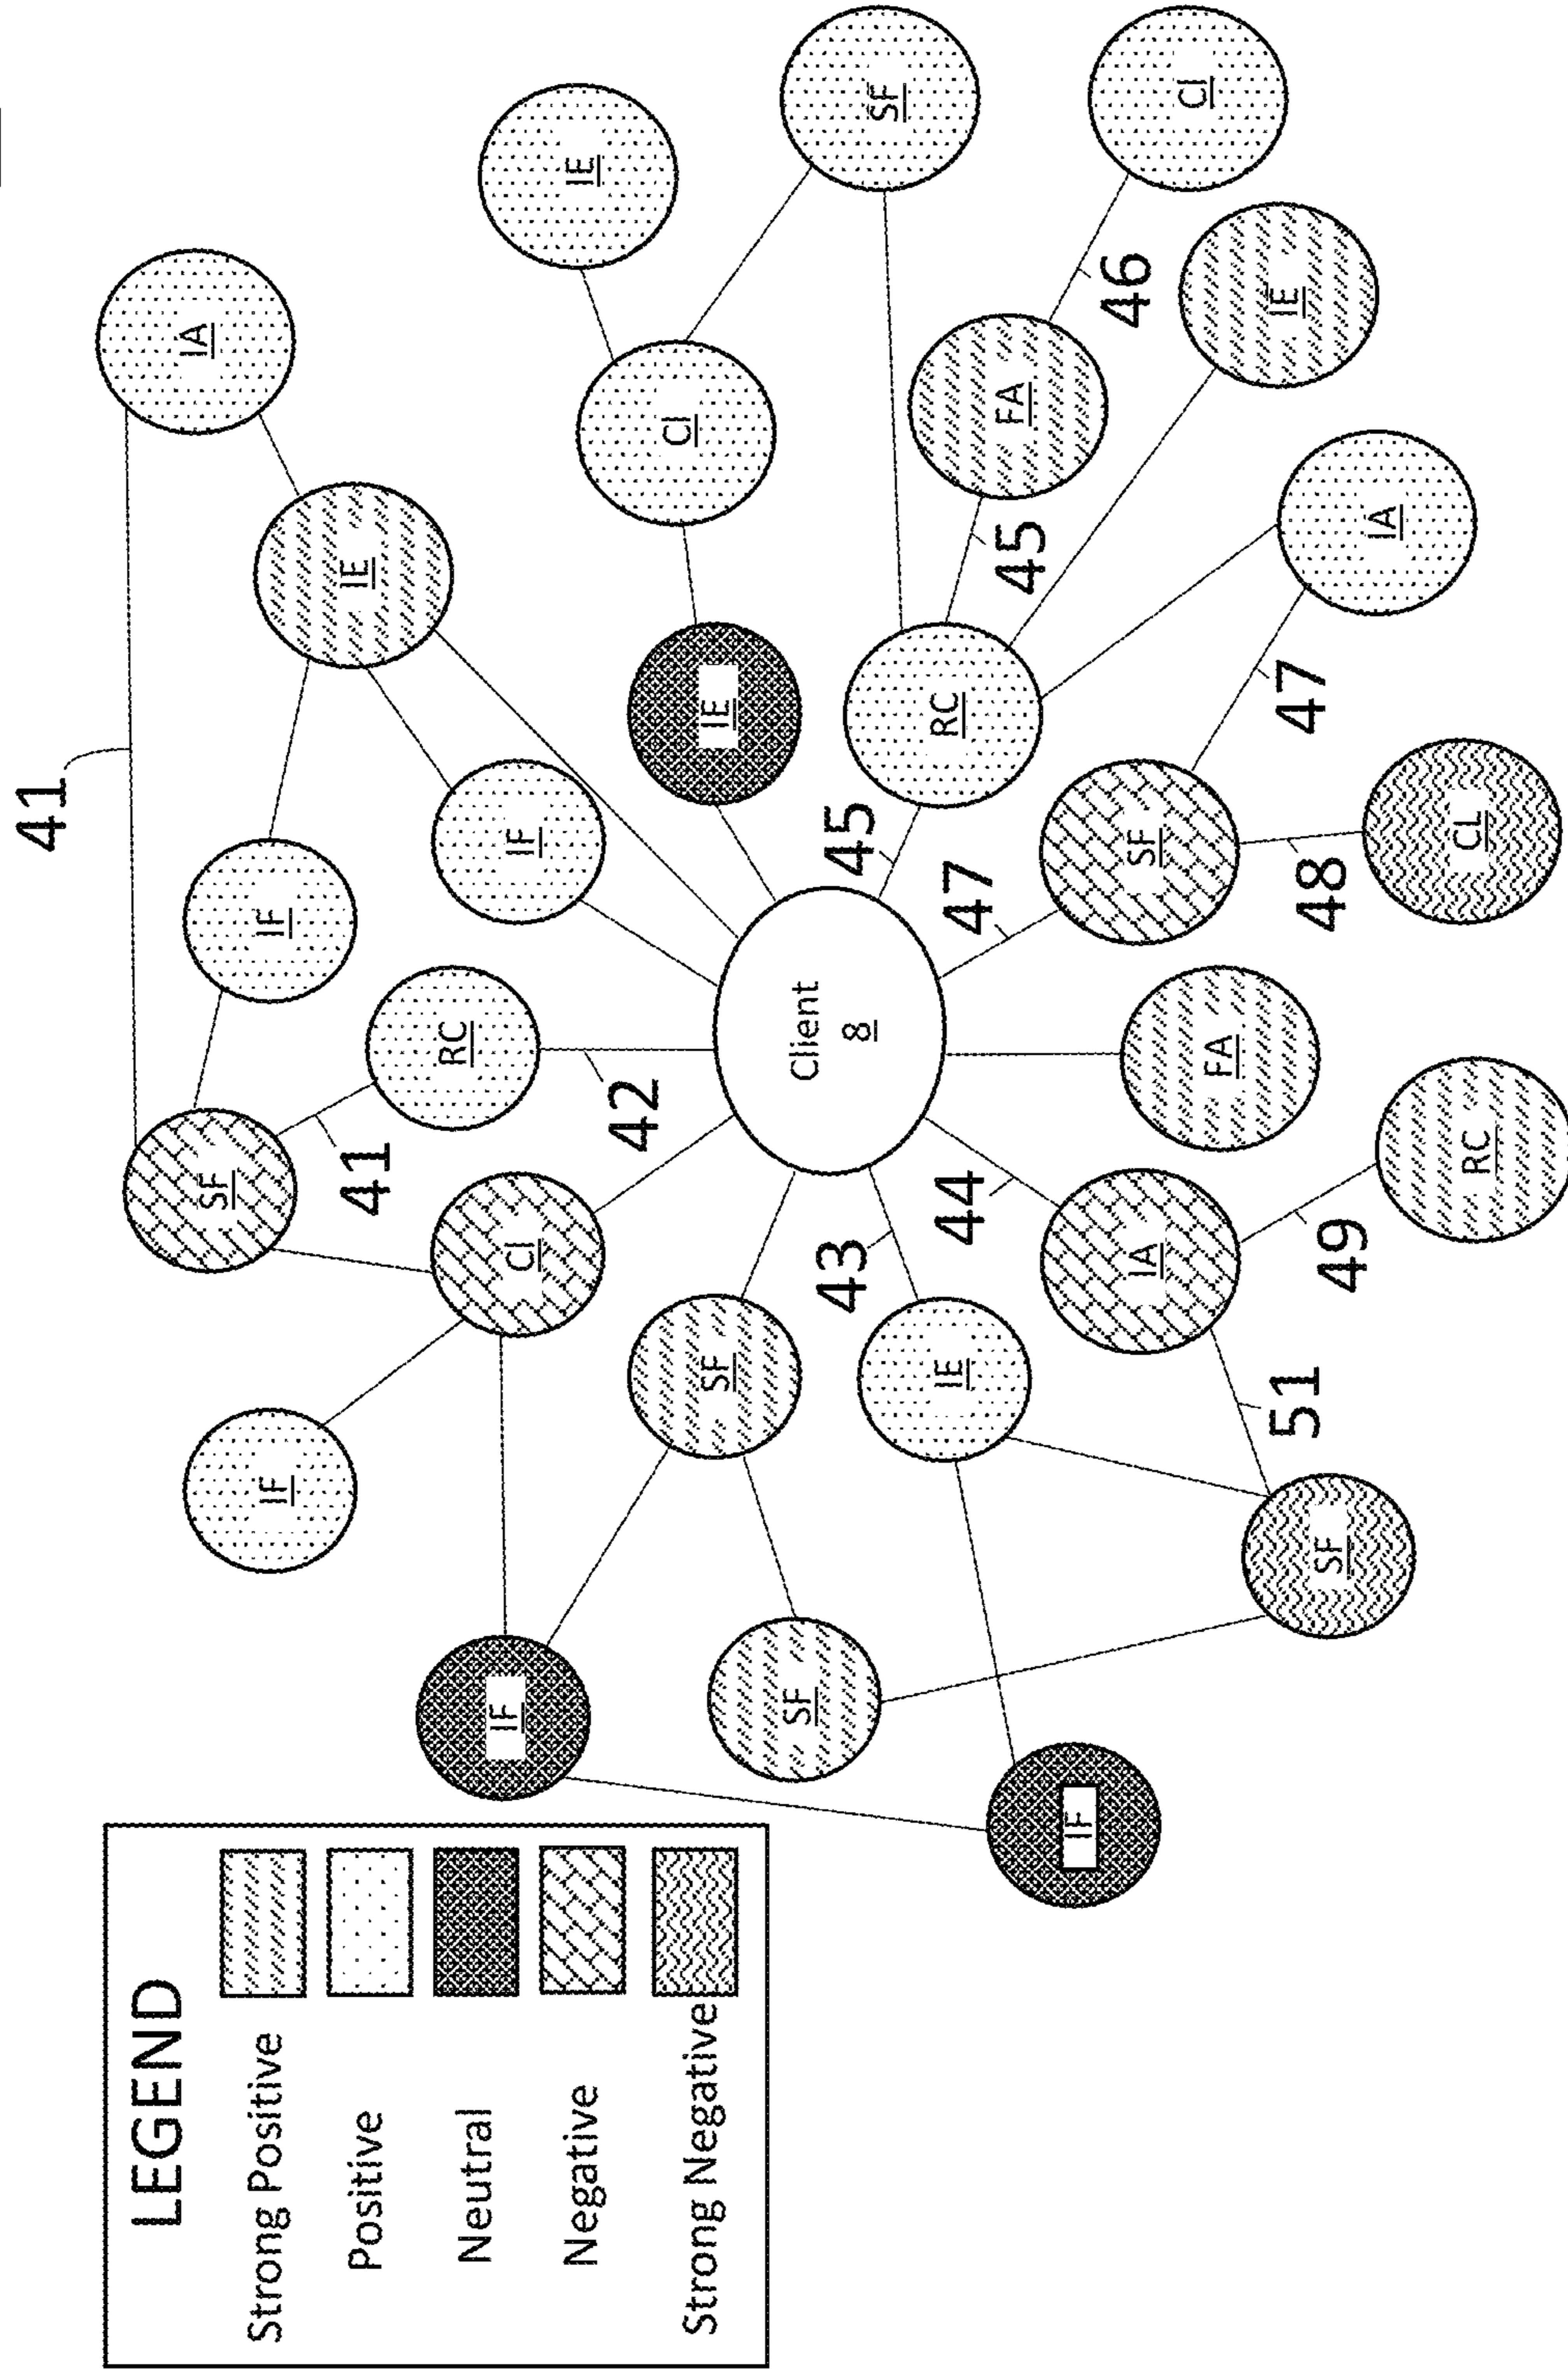 LEGEND
Strong Positive
Positive
Neutral
Negative
Strong Negative
41
SF
IA
IF
IF
IE
41
RC
IF
CI
IF
IE
42
CI
SF
IE
SF
Client
8
43
45
SF
IE
RC
44
47
45
FA
IF
46
IA
SF
CI
FA
IE
51
47
SF
49
48
IA
RC
CL